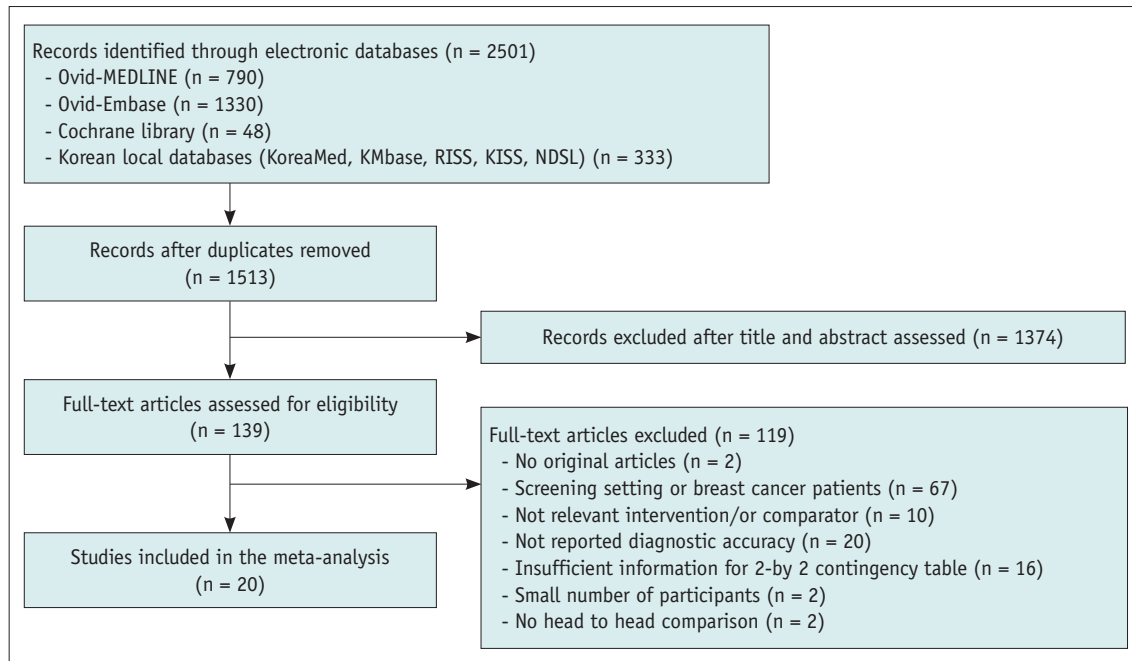 Records identified through electronic databases (n = 2501)
- Ovid-MEDLINE (n = 790)
- Ovid-Embase (n = 1330)
- Cochrane library (n = 48)
- Korean local databases (KoreaMed, KMbase, RISS, KISS, NDSL) (n = 333)
Records after duplicates removed
(n = 1513)
Records excluded after title and abstract assessed (n = 1374)
Full-text articles assessed for eligibility
(n = 139)
Full-text articles excluded (n = 119)
- No original articles (n = 2)
- Screening setting or breast cancer patients (n = 67)
- Not relevant intervention/or comparator (n = 10)
- Not reported diagnostic accuracy (n = 20)
- Insufficient information for 2-by 2 contingency table (n = 16)
- Small number of participants (n = 2)
- No head to head comparison (n = 2)
Studies included in the meta-analysis
(n = 20)